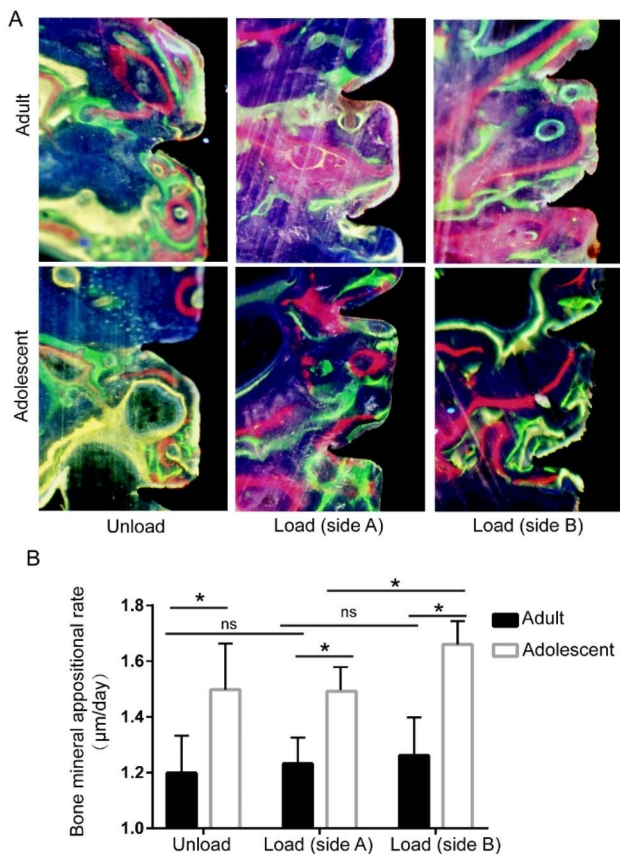 A
Adult
Adolescent
Unload
Load (side A)
Load (side B)
B
Bone mineral appositional rate
(μm/day)
1.8
1.6
1.4
1.2
1.0
*
ns
*
ns
*
*
Adult
Adolescent
Unload
Load (side A)
Load (side B)